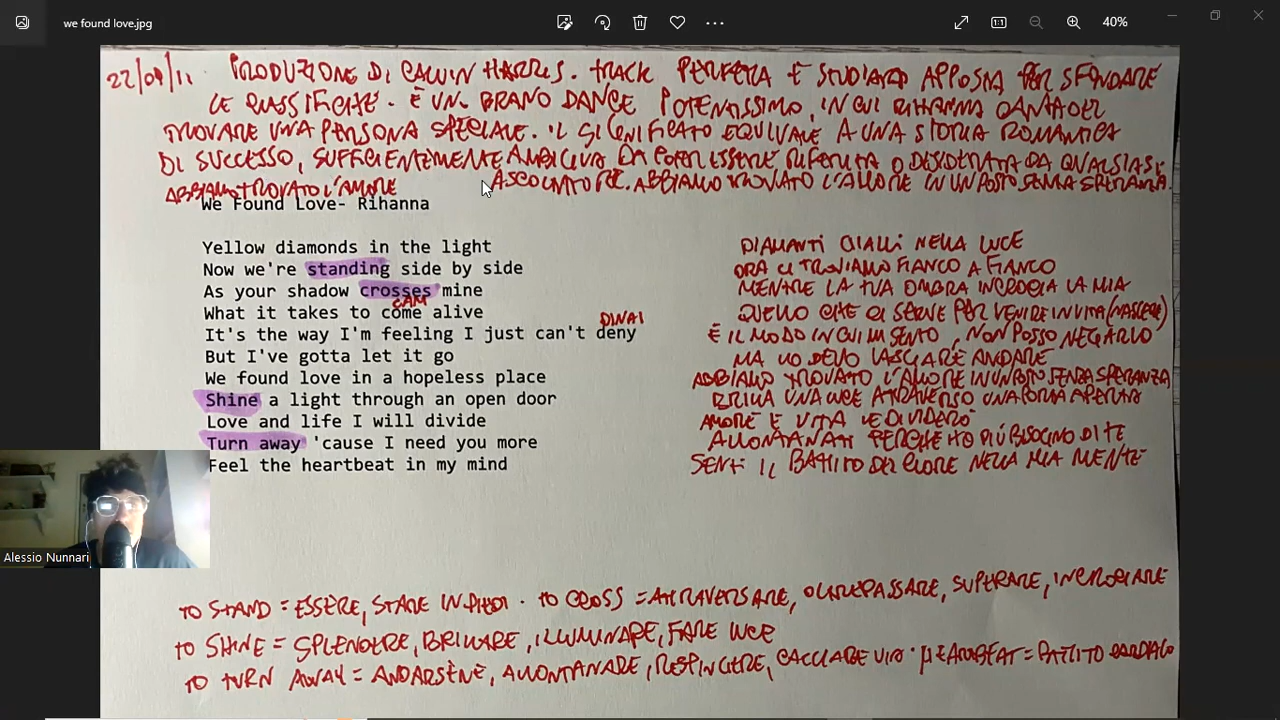 we found love.jpg
40%
22/09/11 PRODUZIONE DI CALVIN HARRIS. TRACK PERFETTA E STUDIATA APPOSTA PER SFONDARE
LE CLASSIFICHE. È UN BRANO DANCE POTENTISSIMO, IN CUI RIHANNA CANTA DEL
TROVARE UNA PERSONA SPECIALE. IL SIGNIFICATO EQUIVALE A UNA STORIA ROMANTICA
DI SUCCESSO, SUFFICIENTEMENTE AMBIGUA DA POTER ESSERE RIFERITA O DESIDERATA DA QUALSIASI
ASCOLTATORE. ABBIAMO TROVATO L'AMORE IN UN POSTO SENZA SPERANZA.
ABBIAMO TROVATO L'AMORE
We Found Love- Rihanna
Yellow diamonds in the light
DIAMANTI GIALLI NELLA LUCE
Now we're standing side by side
ORA CI TROVIAMO FIANCO A FIANCO
As your shadow crosses mine
MENTRE LA TUA OMBRA INCROCIA LA MIA
CAM
What it takes to come alive
QUELLO CHE CI SERVE PER VENIRE IN VITA (NASCERE)
DINAI
It's the way I'm feeling I just can't deny
È IL MODO IN CUI MI SENTO, NON POSSO NEGARLO
But I've gotta let it go
MA LO DEVO LASCIARE ANDARE
We found love in a hopeless place
ABBIAMO TROVATO L'AMORE IN UN POSTO SENZA SPERANZA
Shine a light through an open door
BRILLA UNA LUCE ATTRAVERSO UNA PORTA APERTA
Love and life I will divide
AMORE E VITA LE DIVIDERÒ
Turn away 'cause I need you more
ALLONTANATI PERCHÉ HO PIÙ BISOGNO DI TE
Feel the heartbeat in my mind
SENTI IL BATTITO DEL CUORE NELLA MIA MENTE
Alessio Nunnari
TO STAND = ESSERE, STARE IN PIEDI. TO CROSS = ATTRAVERSARE, OLTREPASSARE, SUPERARE, INCROCIARE
TO SHINE = SPLENDERE, BRILLARE, ILLUMINARE, FARE LUCE
TO TURN AWAY = ANDARSENE, ALLONTANARE, RESPINGERE, CACCIARE VIA. HEARTBEAT = BATTITO CARDIACO